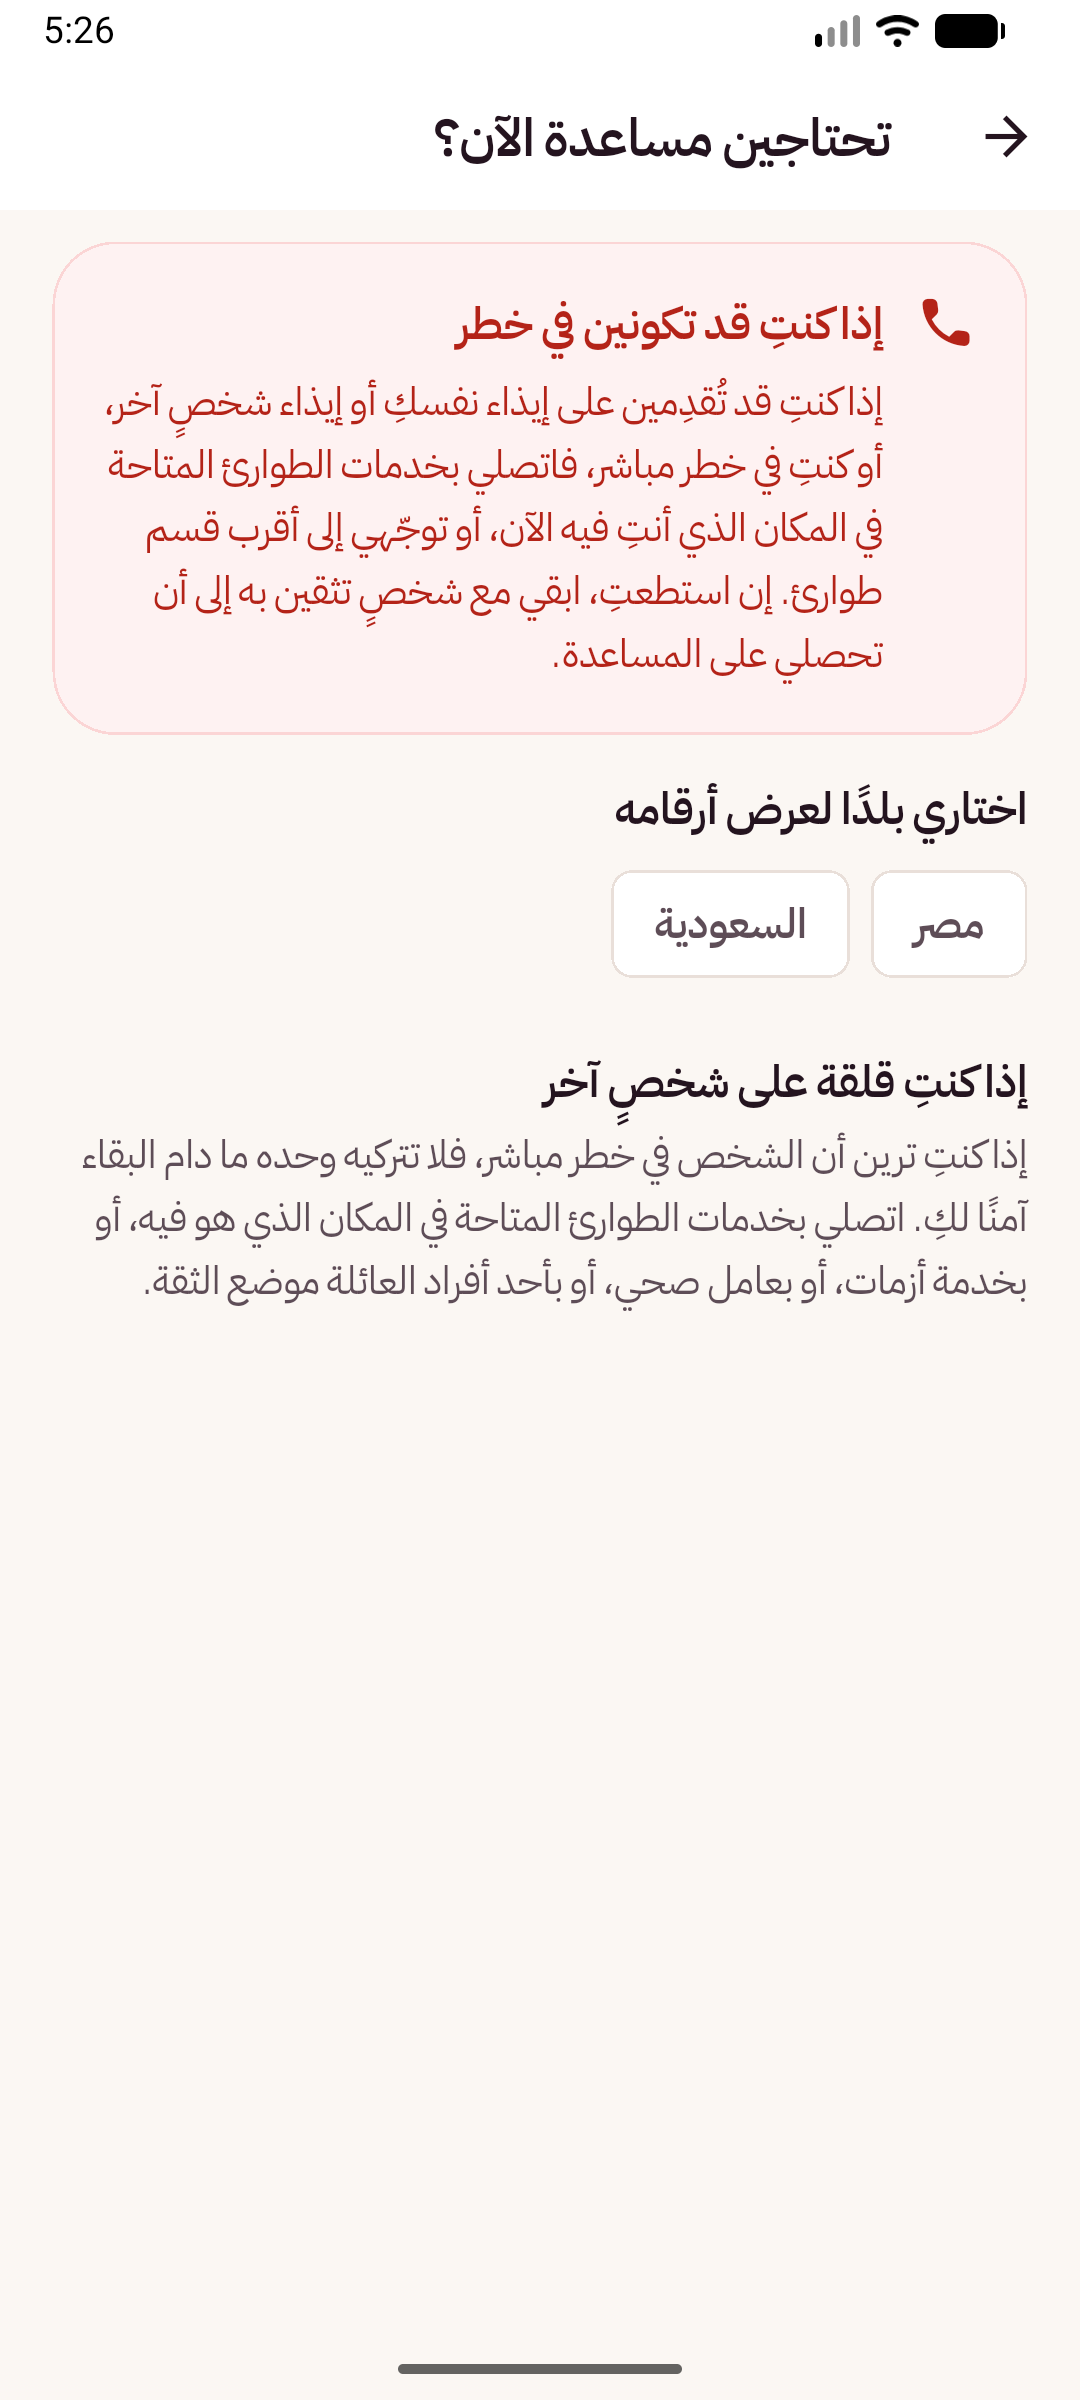 5:26
تحتاجين مساعدة الآن؟
إذا كنتِ قد تكونين في خطر
إذا كنتِ قد تُقدِمين على إيذاء نفسكِ أو إيذاء شخصٍ آخر،
أو كنتِ في خطر مباشر، فاتصلي بخدمات الطوارئ المتاحة
في المكان الذي أنتِ فيه الآن، أو توجّهي إلى أقرب قسم
طوارئ. إن استطعتِ، ابقي مع شخصٍ تثقين به إلى أن
تحصلي على المساعدة.
اختاري بلدًا لعرض أرقامه
مصر
السعودية
إذا كنتِ قلقة على شخصٍ آخر
إذا كنتِ ترين أن الشخص في خطر مباشر، فلا تتركيه وحده ما دام البقاء
آمنًا لكِ. اتصلي بخدمات الطوارئ المتاحة في المكان الذي هو فيه، أو
بخدمة أزمات، أو بعامل صحي، أو بأحد أفراد العائلة موضع الثقة.